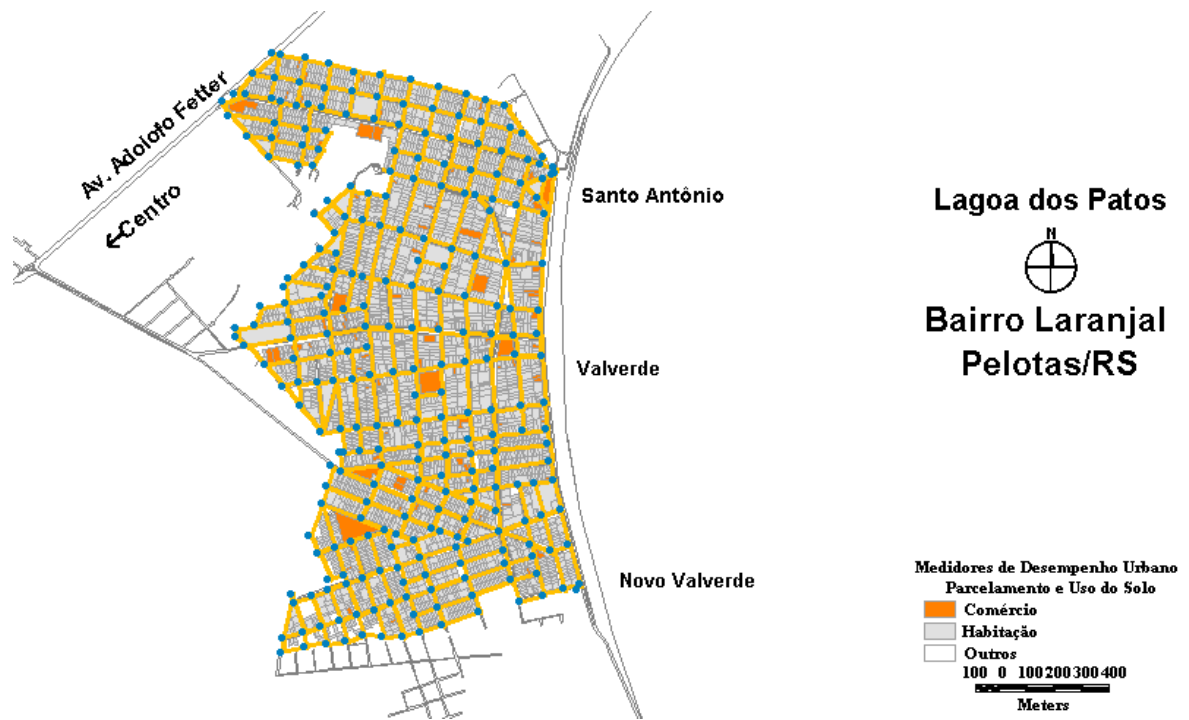 Av. Adolofo Fetter
←Centro
Santo Antônio
Valverde
Novo Valverde
Lagoa dos Patos
N
Bairro Laranjal
Pelotas/RS
Medidores de Desempenho Urbano
Parcelamento e Uso do Solo
Comércio
Habitação
Outros
100 0 100 200 300 400
Meters